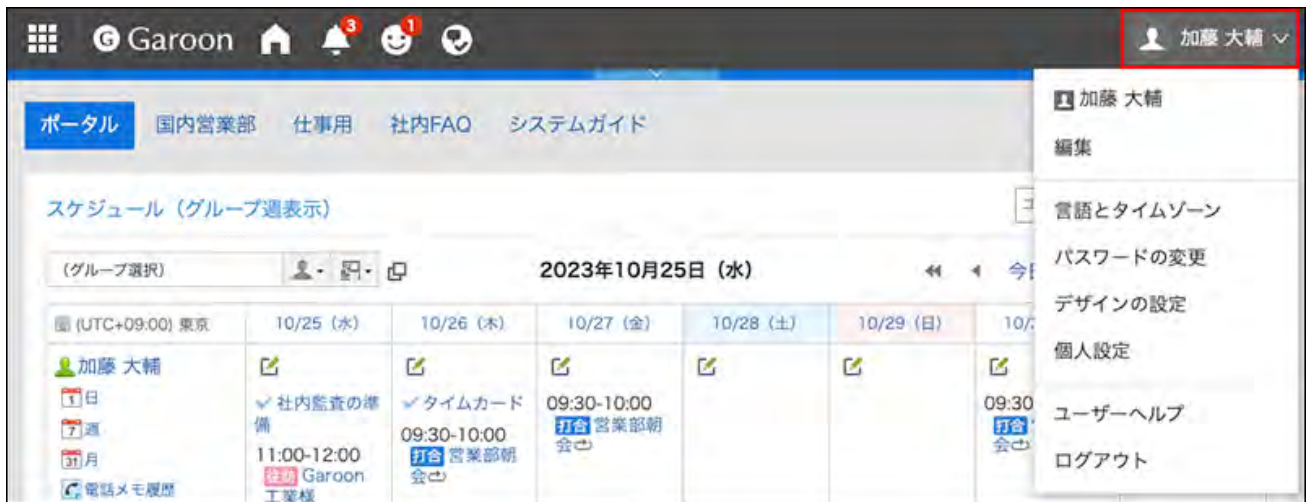 Garoon 3 1 加藤 大輔
加藤 大輔
編集
言語とタイムゾーン
パスワードの変更
デザインの設定
個人設定
ユーザーヘルプ
ログアウト
ポータル 国内営業部 仕事用 社内FAQ システムガイド
スケジュール（グループ週表示）
（グループ選択） 2023年10月25日（水）
(UTC+09:00) 東京 10/25（水） 10/26（木） 10/27（金） 10/28（土） 10/29（日）
加藤 大輔
日
週
月
電話メモ履歴
社内監査の準
備
11:00-12:00
往訪 Garoon
工業様
タイムカード
09:30-10:00
打合 営業部朝
会
09:30-10:00
打合 営業部朝
会
09:30
打合
会